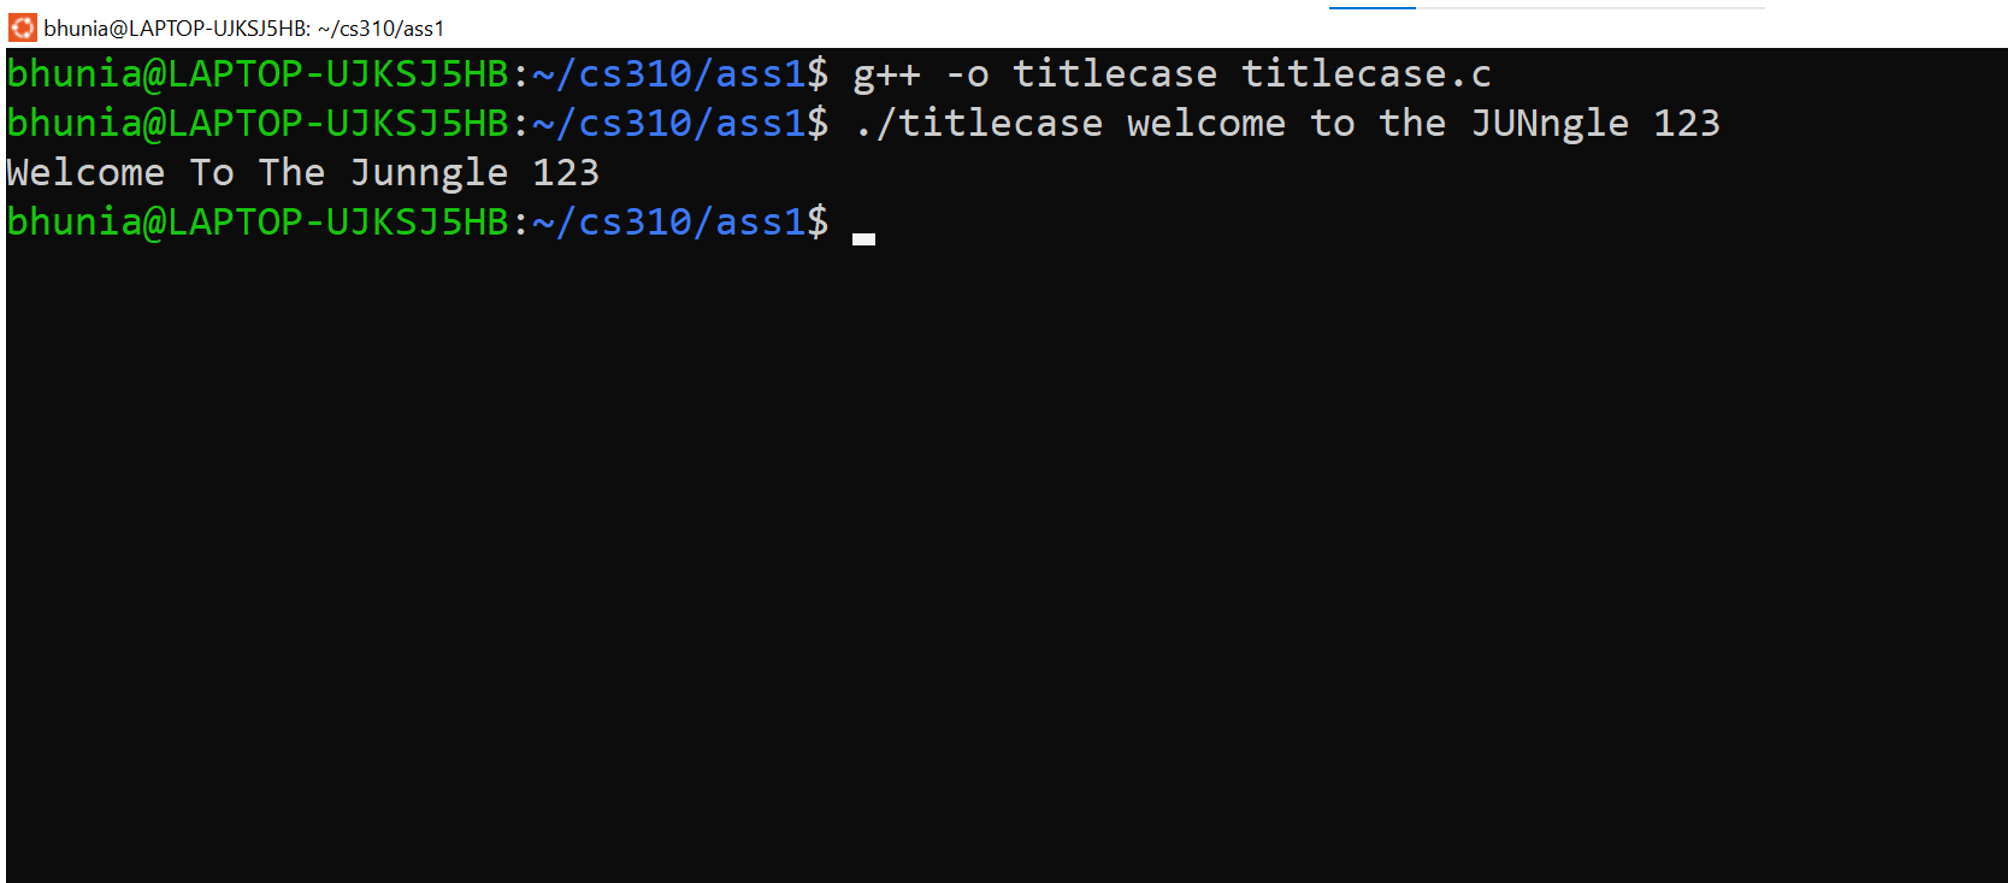 bhunia@LAPTOP-UJKSJ5HB: ~/cs310/ass1
bhunia@LAPTOP-UJKSJ5HB:~/cs310/ass1$ g++ -o titlecase titlecase.c
bhunia@LAPTOP-UJKSJ5HB:~/cs310/ass1$ ./titlecase welcome to the JUNngle 123
Welcome To The Junngle 123
bhunia@LAPTOP-UJKSJ5HB:~/cs310/ass1$